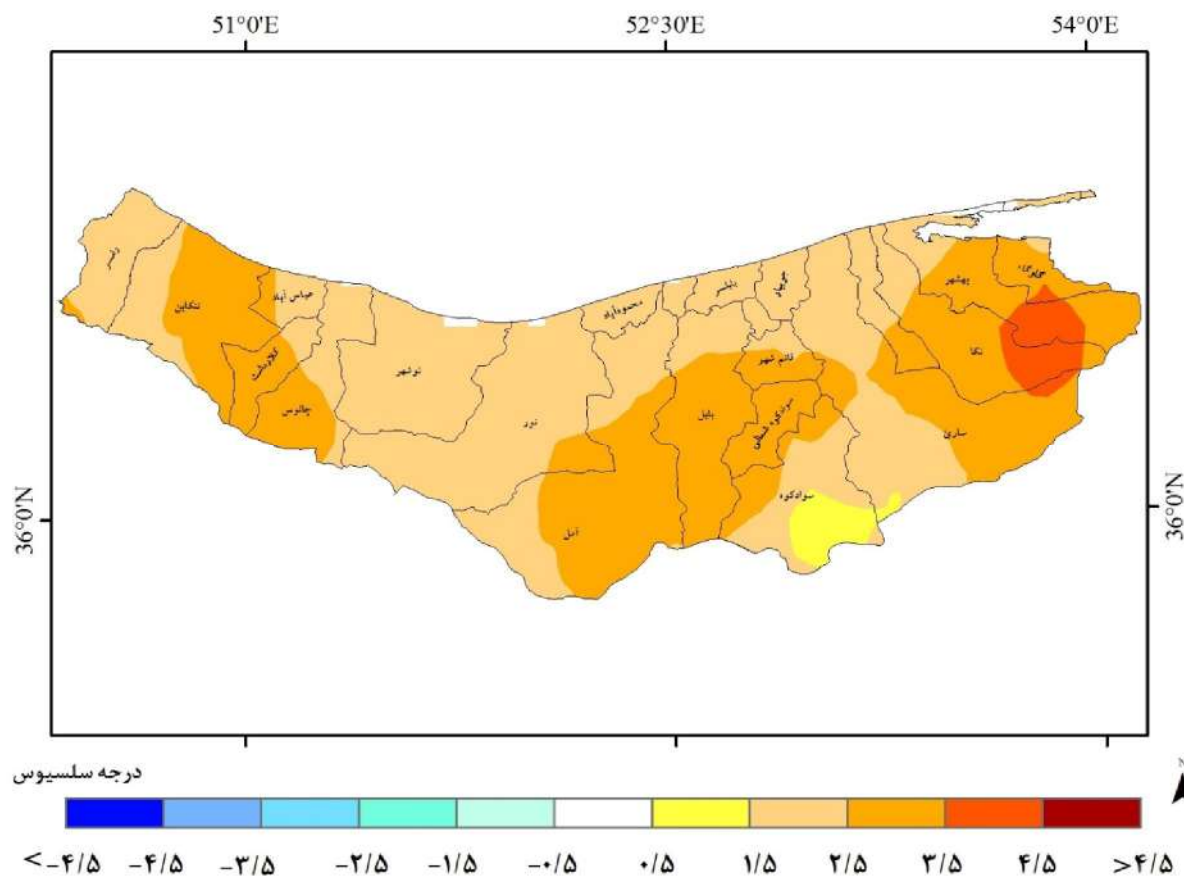 51°0'E
52°30'E
54°0'E
36°0'N
36°0'N
رامسر
تنکابن
عباس آباد
کلاردشت
چالوس
نوشهر
نور
محمودآباد
آمل
بابل
بابلسر
جویبار
قائم شهر
سوادکوه شمالی
سوادکوه
ساری
نکا
بهشهر
گلوگاه
درجه سلسیوس
N
<-۴/۵
-۴/۵
-۳/۵
-۲/۵
-۱/۵
-۰/۵
۰/۵
۱/۵
۲/۵
۳/۵
۴/۵
>۴/۵